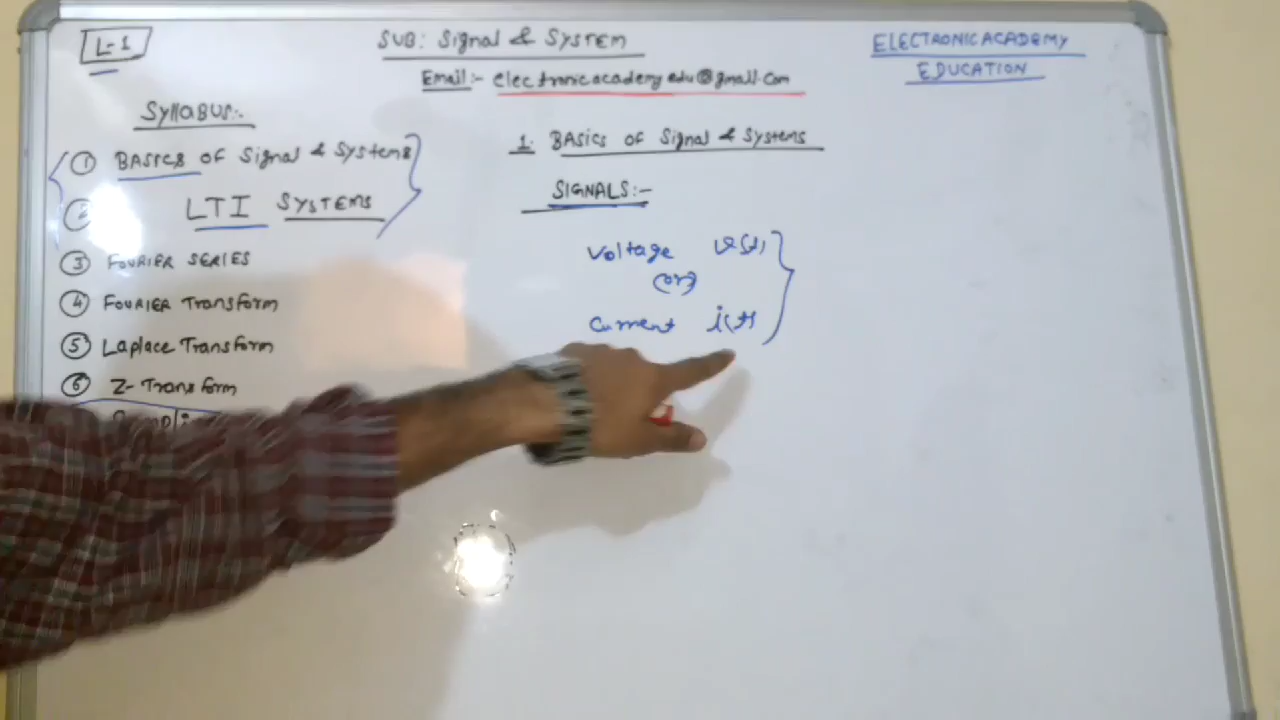 L-1
SUB: Signal & SYSTEM
ELECTRONIC ACADEMY
EDUCATION
Email:- electronicacademyedu@gmail.com
Syllabus:-
① BASICS OF Signal & Systems
② LTI SYSTEMS
③ FOURIER SERIES
④ FOURIER Transform
⑤ Laplace Transform
⑥ Z-Transform
1. BASICS OF Signal & Systems
SIGNALS:-
Voltage v(t)
(or)
Current i(t)